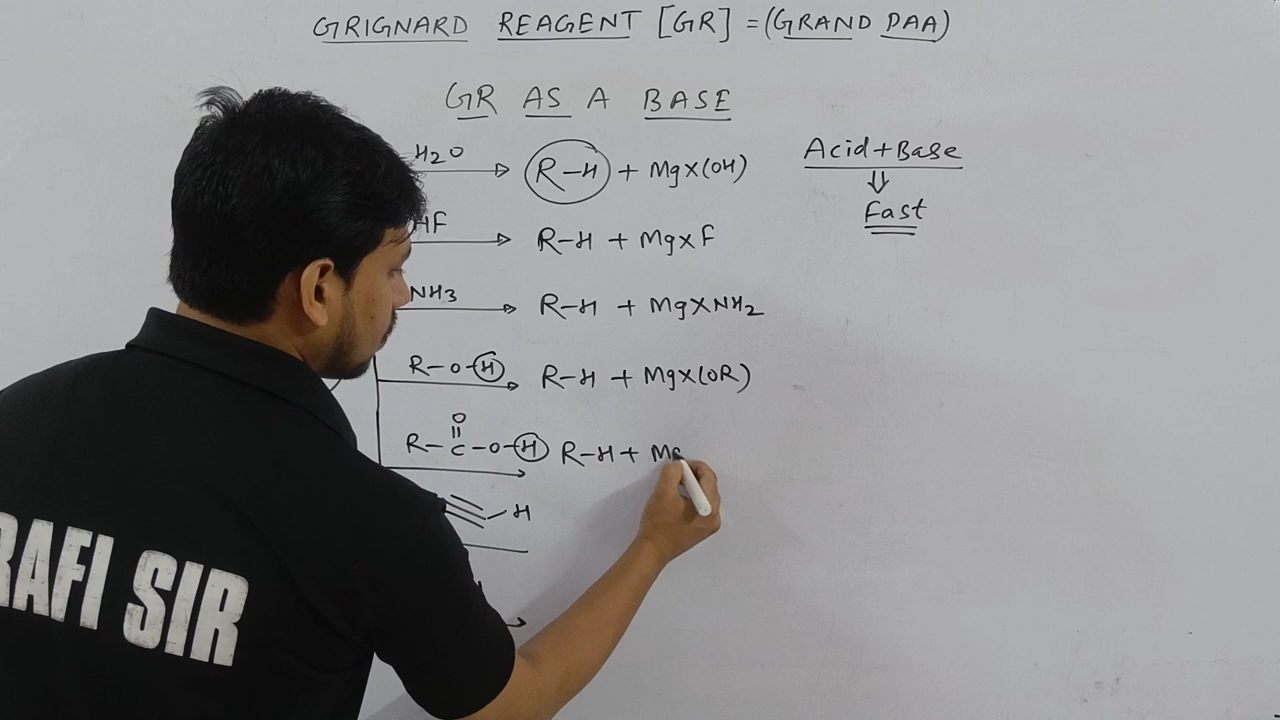 GRIGNARD REAGENT [GR] = (GRAND PAA)
GR AS A BASE
H2O R-H + MgX(OH)
Acid+Base
⇓
Fast
HF R-H + MgXF
NH3 R-H + MgXNH2
R-O-H R-H + MgX(OR)
O
R-C-O-H R-H + Mg
H
RAFI SIR